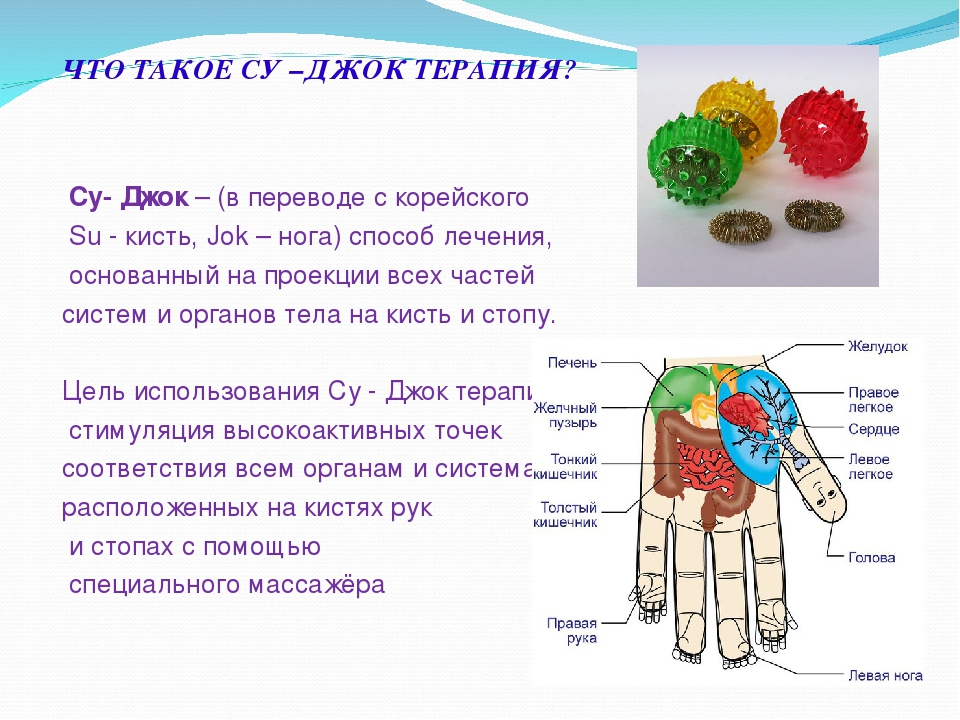 ЧТО ТАКОЕ СУ –ДЖОК ТЕРАПИЯ?
Су- Джок – (в переводе с корейского
Su - кисть, Jok – нога) способ лечения,
основанный на проекции всех частей
систем и органов тела на кисть и стопу.
Цель использования Су - Джок терапи
стимуляция высокоактивных точек
соответствия всем органам и система
расположенных на кистях рук
и стопах с помощью
специального массажёра
Печень
Желчный
пузырь
Тонкий
кишечник
Толстый
кишечник
Правая
рука
Желудок
Правое
легкое
Сердце
Левое
легкое
Голова
Левая нога